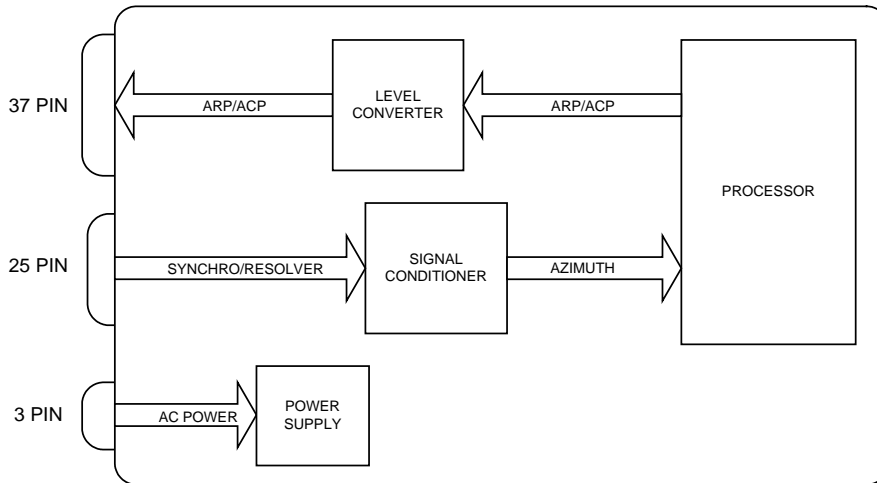 37 PIN
ARP/ACP
LEVEL
CONVERTER
ARP/ACP
PROCESSOR
25 PIN
SYNCHRO/RESOLVER
SIGNAL
CONDITIONER
AZIMUTH
3 PIN
AC POWER
POWER
SUPPLY